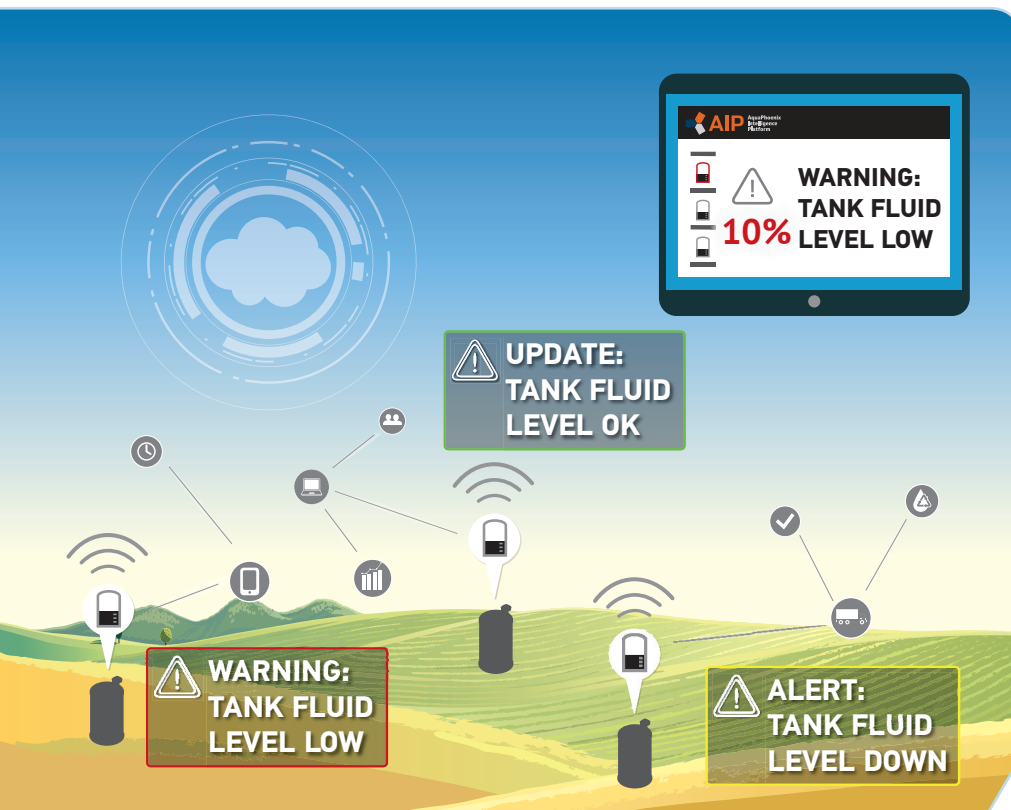 AIP AquaPhoenix
Intelligence
Platform
WARNING:
TANK FLUID
10% LEVEL LOW
UPDATE:
TANK FLUID
LEVEL OK
WARNING:
TANK FLUID
LEVEL LOW
ALERT:
TANK FLUID
LEVEL DOWN